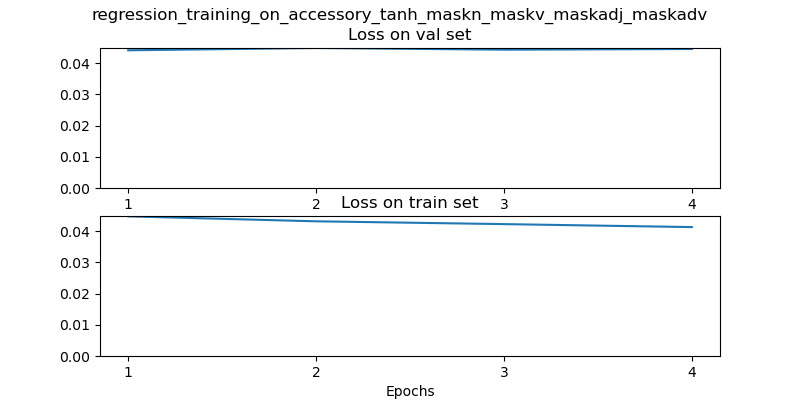 regression_training_on_accessory_tanh_maskn_maskv_maskadj_maskadv
Loss on val set
0.04
0.03
0.02
0.01
0.00
1 2 3 4
Loss on train set
0.04
0.03
0.02
0.01
0.00
1 2 3 4
Epochs